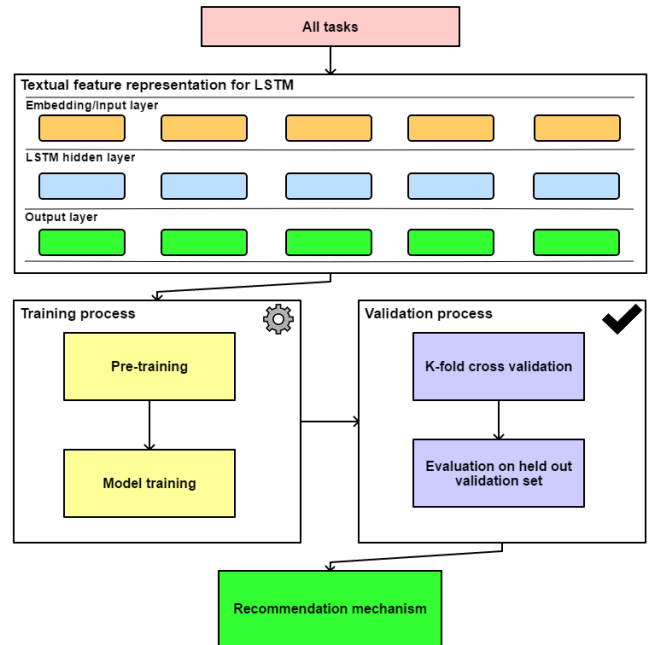 All tasks
Textual feature representation for LSTM
Embedding/Input layer
LSTM hidden layer
Output layer
Training process
Pre-training
Model training
Validation process
K-fold cross validation
Evaluation on held out
validation set
Recommendation mechanism